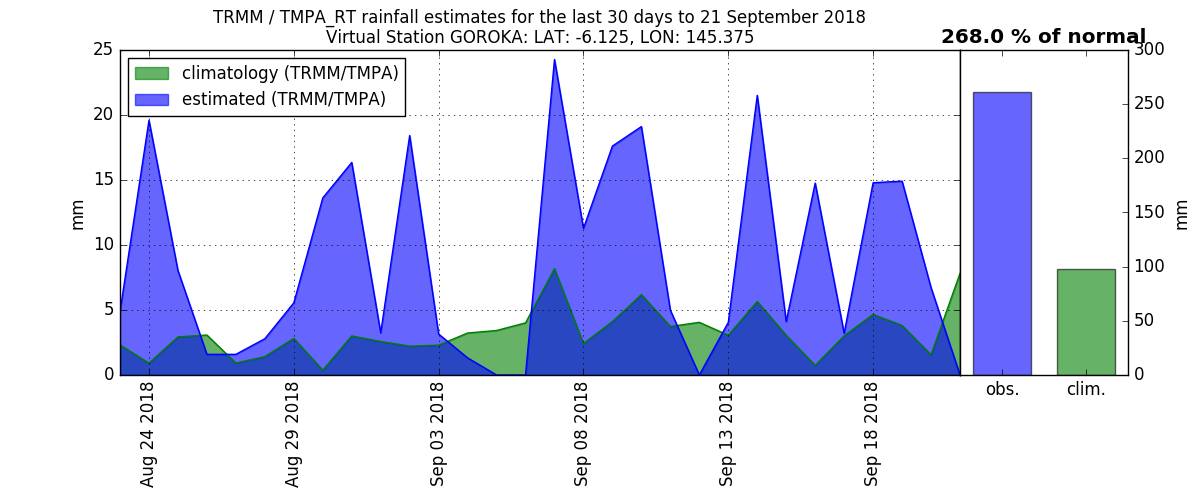 TRMM / TMPA_RT rainfall estimates for the last 30 days to 21 September 2018
Virtual Station GOROKA: LAT: -6.125, LON: 145.375
268.0 % of normal
climatology (TRMM/TMPA)
estimated (TRMM/TMPA)
25
20
15
10
5
0
mm
Aug 24 2018
Aug 29 2018
Sep 03 2018
Sep 08 2018
Sep 13 2018
Sep 18 2018
300
250
200
150
100
50
0
mm
obs.
clim.